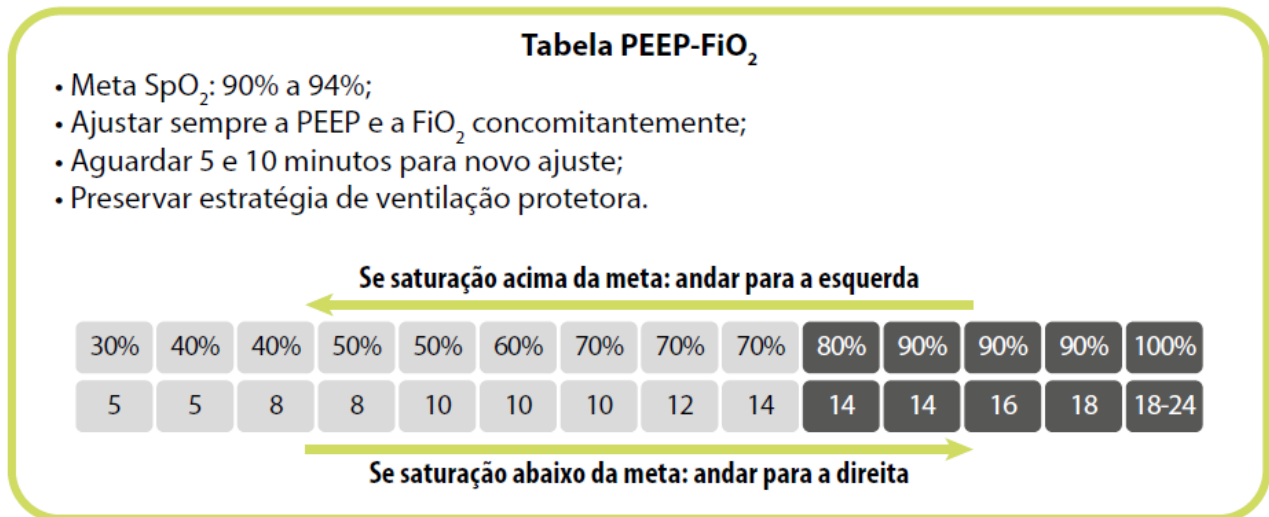 Tabela PEEP-FiO₂
• Meta SpO₂: 90% a 94%;
• Ajustar sempre a PEEP e a FiO₂ concomitantemente;
• Aguardar 5 e 10 minutos para novo ajuste;
• Preservar estratégia de ventilação protetora.
Se saturação acima da meta: andar para a esquerda
30% 40% 40% 50% 50% 60% 70% 70% 70% 80% 90% 90% 90% 100%
5 5 8 8 10 10 10 12 14 14 14 16 18 18-24
Se saturação abaixo da meta: andar para a direita